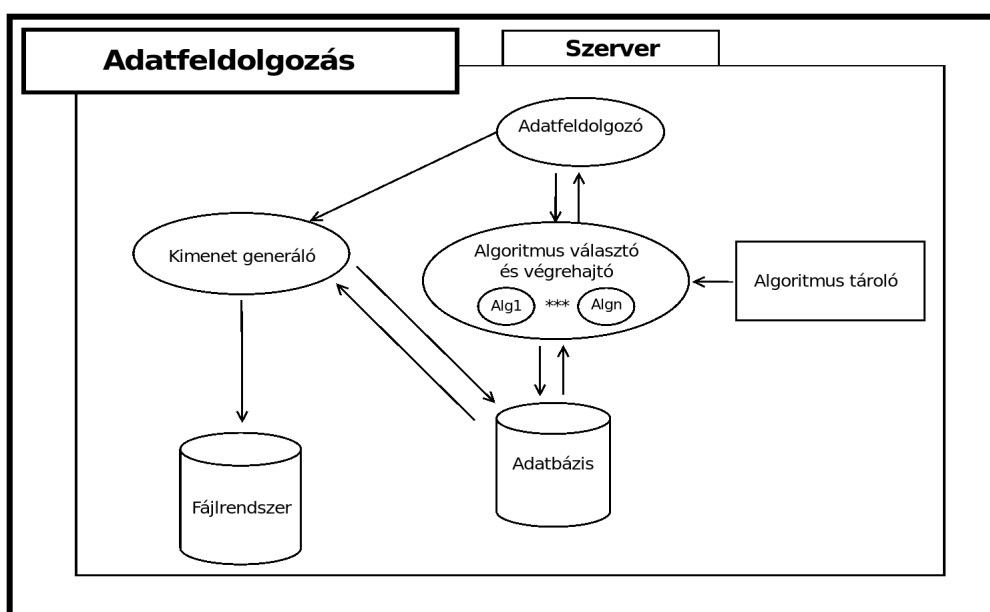 Adatfeldolgozás
Szerver
Adatfeldolgozó
Kimenet generáló
Algoritmus választó
és végrehajtó
Alg1 *** Algn
Algoritmus tároló
Adatbázis
Fájlrendszer